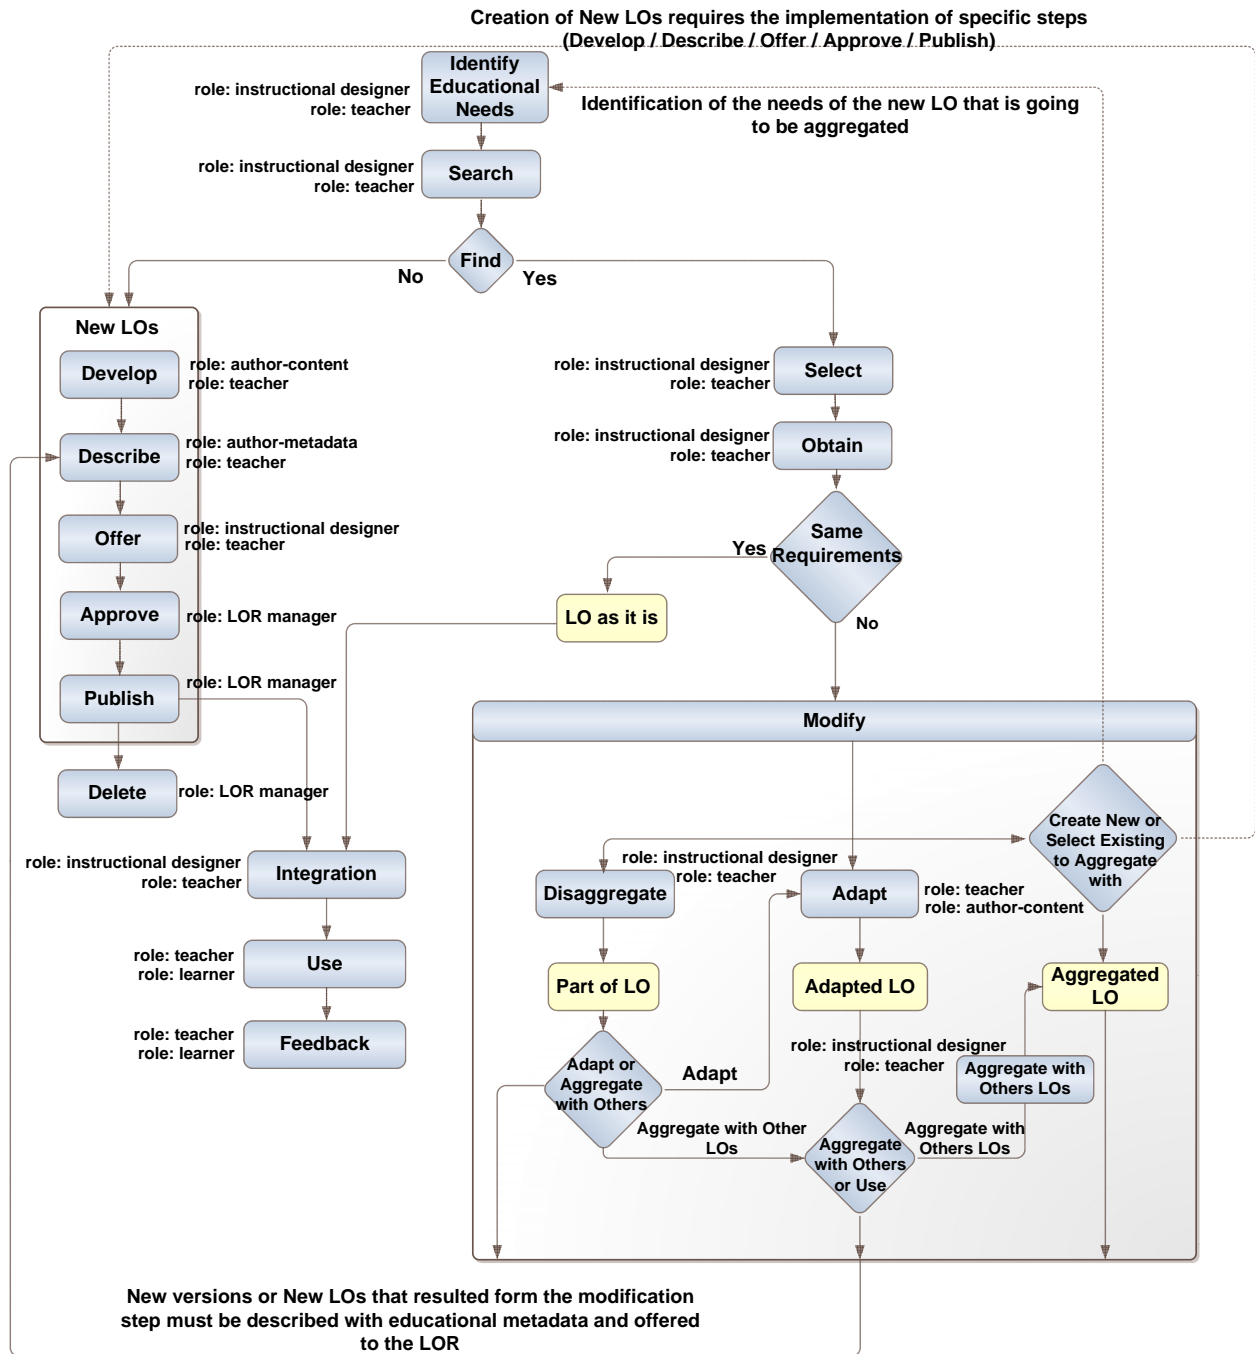 Creation of New LOs requires the implementation of specific steps
(Develop / Describe / Offer / Approve / Publish)
Identify
Educational
Needs
role: instructional designer
role: teacher
Identification of the needs of the new LO that is going
to be aggregated
role: instructional designer
role: teacher
Search
Find
No
Yes
New LOs
Develop
role: author-content
role: teacher
Describe
role: author-metadata
role: teacher
Offer
role: instructional designer
role: teacher
Approve
role: LOR manager
Publish
role: LOR manager
Delete
role: LOR manager
role: instructional designer
role: teacher
Select
role: instructional designer
role: teacher
Obtain
Same
Requirements
Yes
No
LO as it is
role: instructional designer
role: teacher
Integration
role: teacher
role: learner
Use
role: teacher
role: learner
Feedback
Modify
Create New or
Select Existing
to Aggregate
with
role: instructional designer
role: teacher
Disaggregate
Adapt
role: teacher
role: author-content
Part of LO
Adapted LO
Aggregated
LO
role: instructional designer
role: teacher
Aggregate with
Others LOs
Adapt or
Aggregate
with Others
Adapt
Aggregate with Other
LOs
Aggregate
with Others
or Use
Aggregate with
Others LOs
New versions or New LOs that resulted form the modification
step must be described with educational metadata and offered
to the LOR